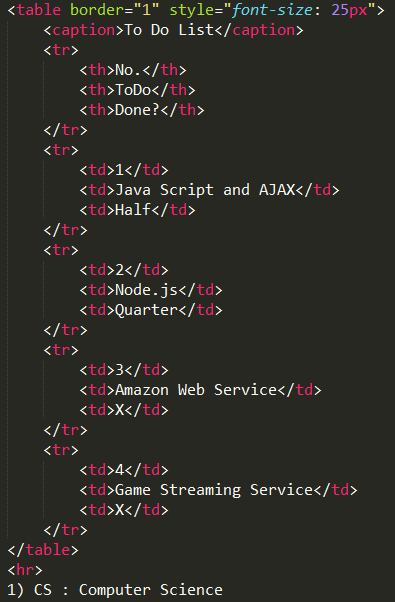 <table border="1" style="font-size: 25px">
<caption>To Do List</caption>
<tr>
<th>No.</th>
<th>ToDo</th>
<th>Done?</th>
</tr>
<tr>
<td>1</td>
<td>Java Script and AJAX</td>
<td>Half</td>
</tr>
<tr>
<td>2</td>
<td>Node.js</td>
<td>Quarter</td>
</tr>
<tr>
<td>3</td>
<td>Amazon Web Service</td>
<td>X</td>
</tr>
<tr>
<td>4</td>
<td>Game Streaming Service</td>
<td>X</td>
</tr>
</table>
<hr>
1) CS : Computer Science